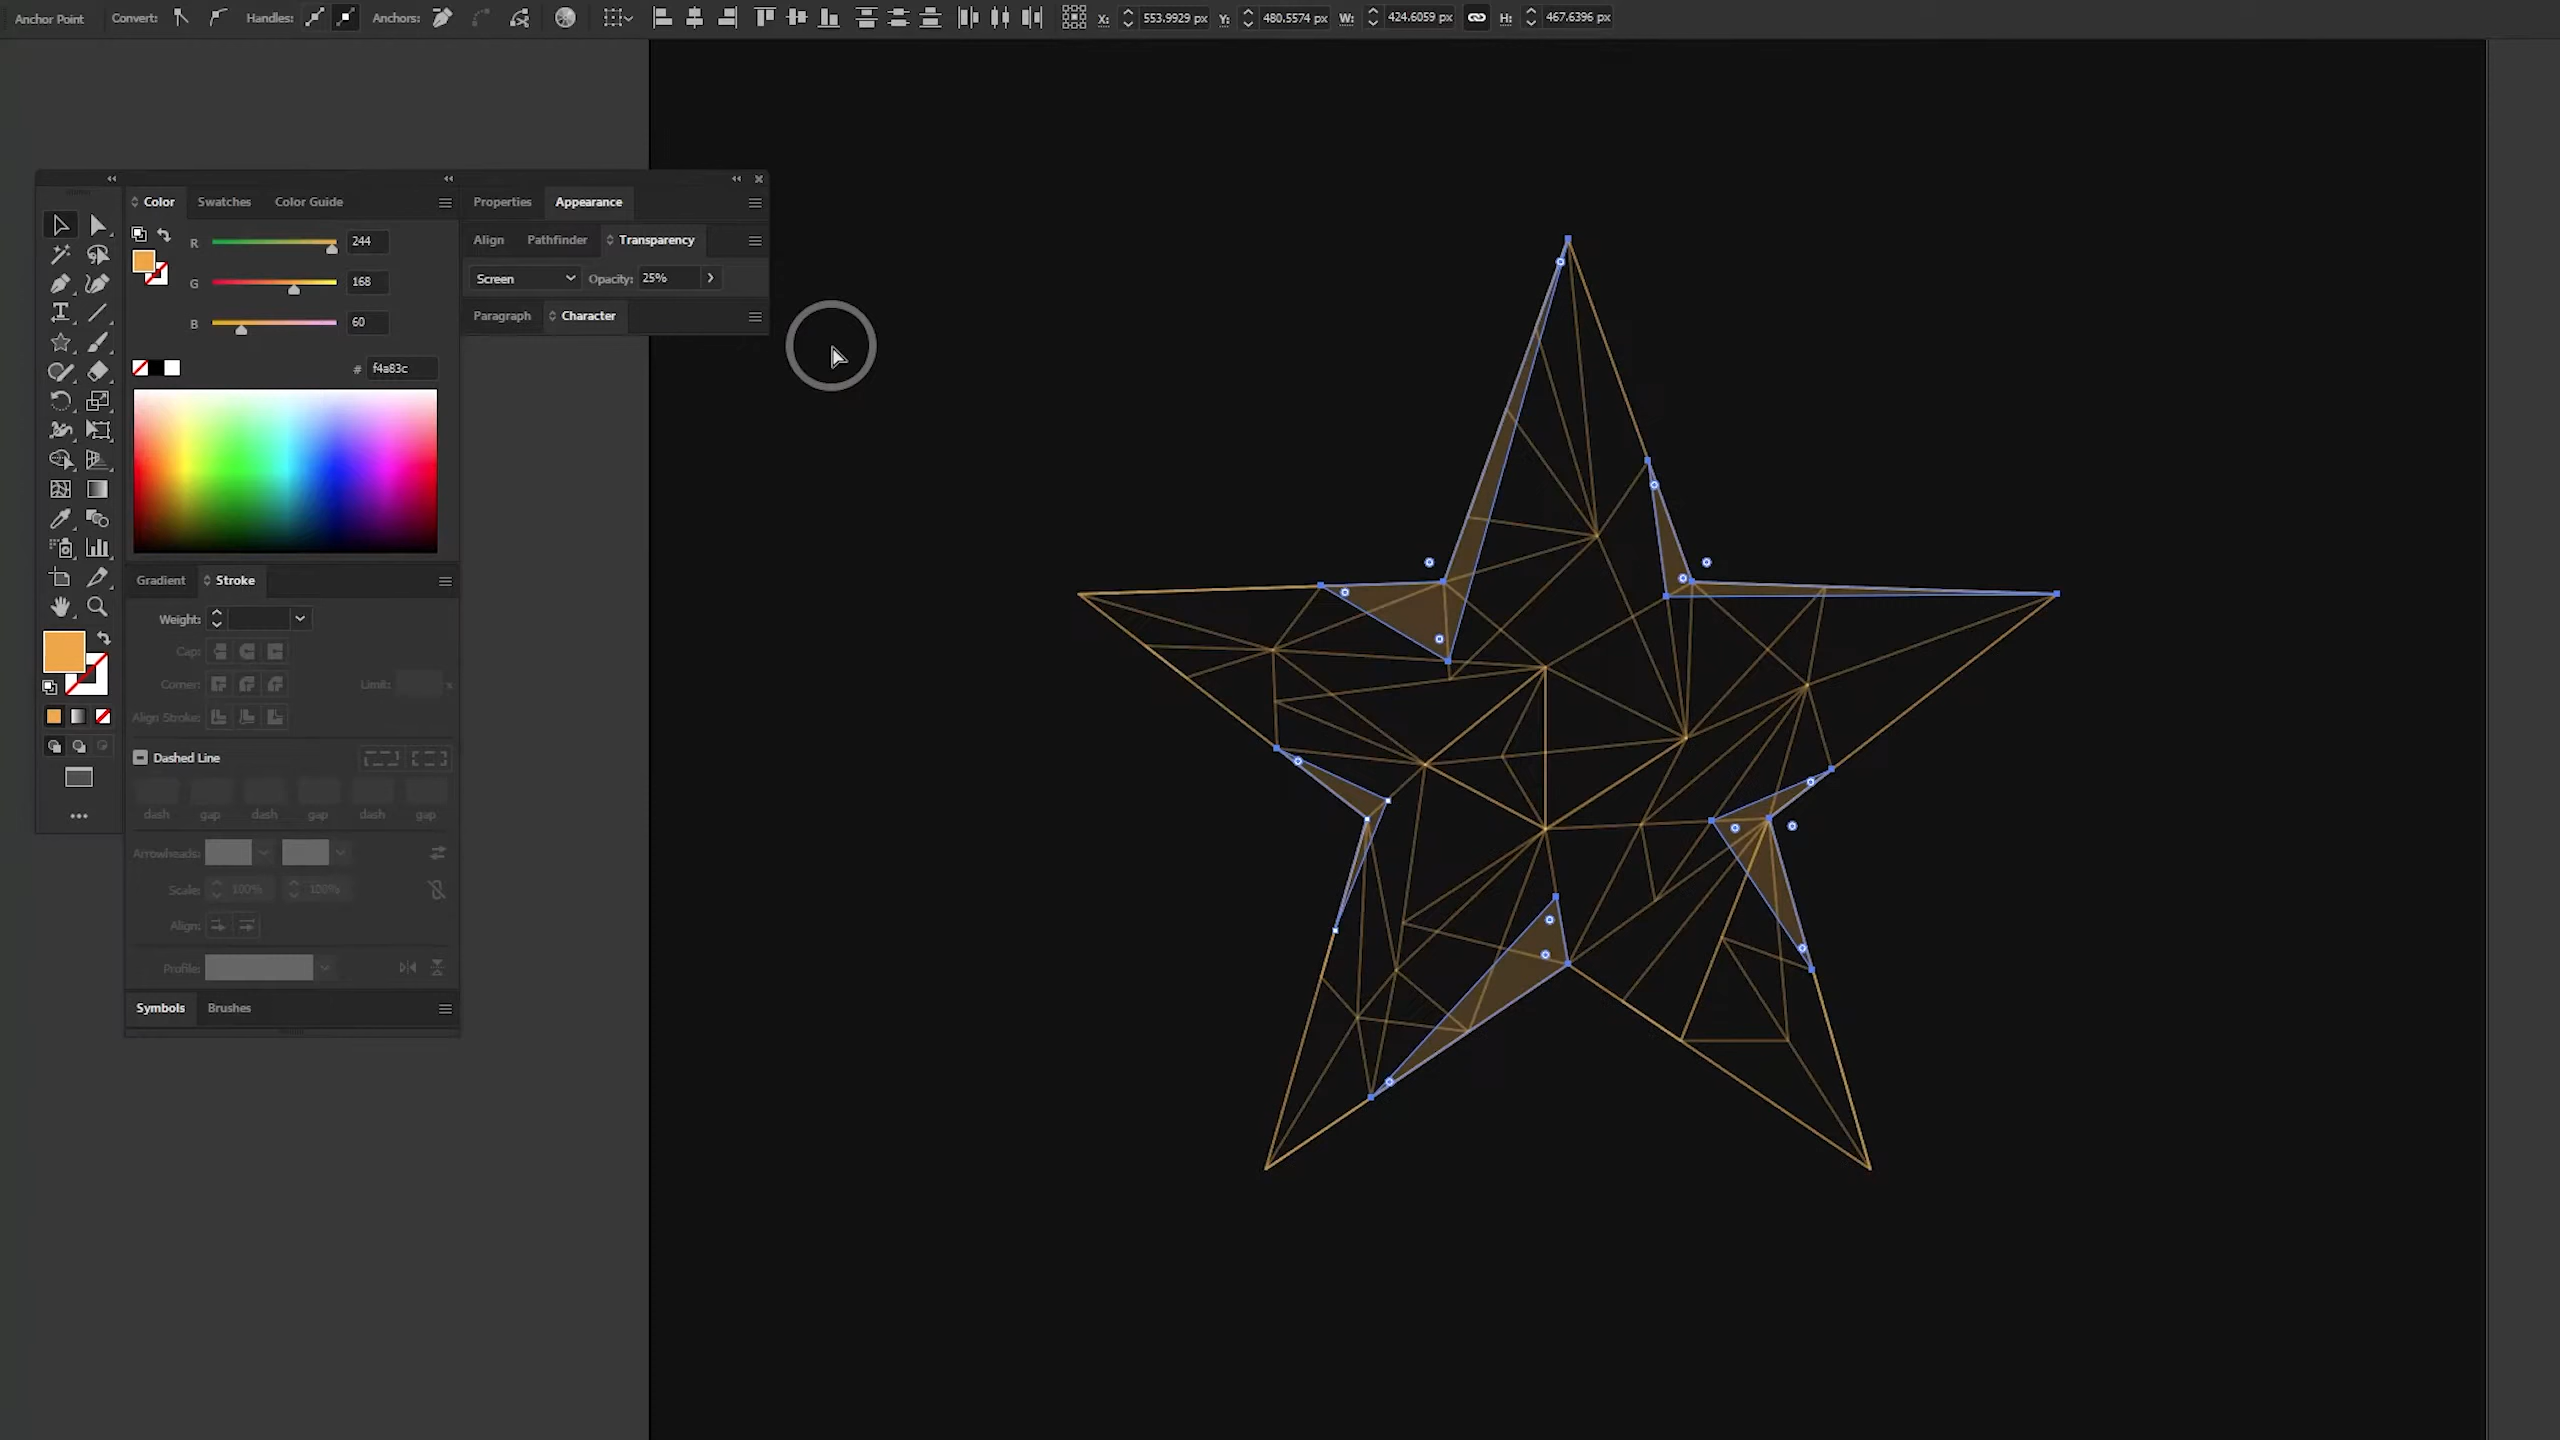 Anchor Point Convert: Handles: Anchors: X: 553.9929 px Y: 480.5574 px W: 424.6059 px H: 467.6396 px
Color Swatches Color Guide Properties Appearance
R 244
Align Pathfinder Transparency
G 168
Screen Opacity: 25%
B 60
Paragraph Character
# f4a83c
Gradient Stroke
Weight:
Cap:
Corner: Limit: x
Align Stroke:
Dashed Line
dash gap dash gap dash gap
Arrowheads:
Scale: 100% 100%
Align:
Profile:
Symbols Brushes